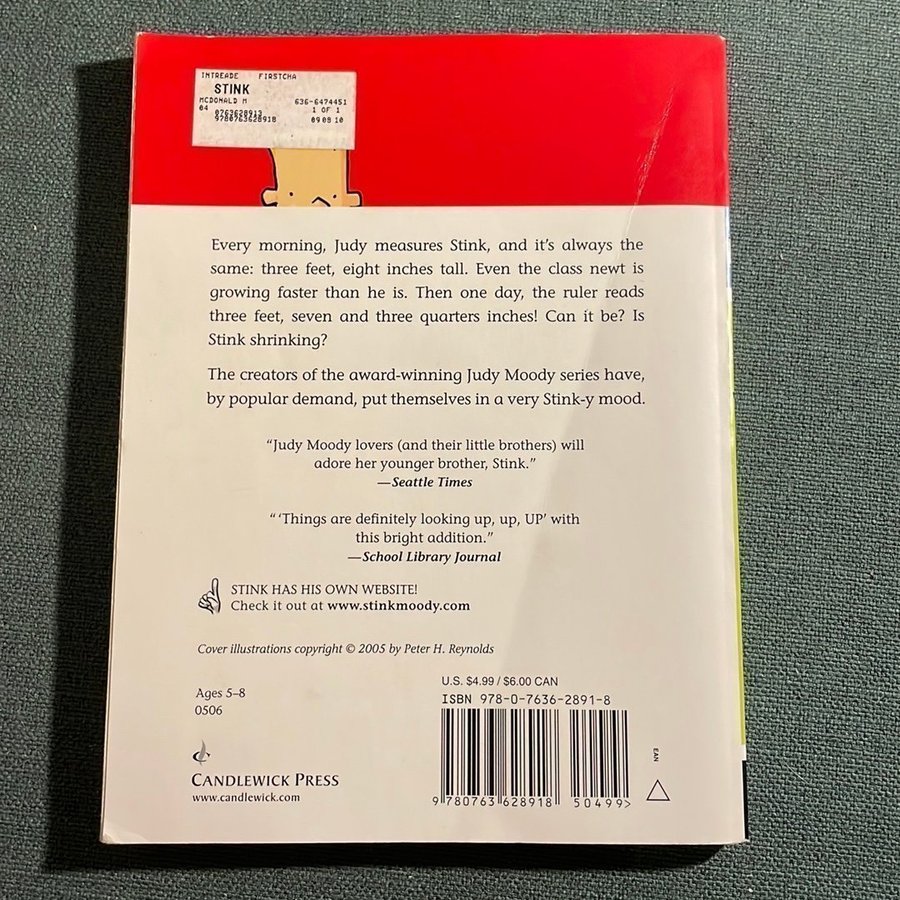 INTREADE FIRSTCHA
STINK
MCDONALD M 636-6474451
04 0763628913 1 OF 1
9780763628918 09 08 10
Every morning, Judy measures Stink, and it's always the
same: three feet, eight inches tall. Even the class newt is
growing faster than he is. Then one day, the ruler reads
three feet, seven and three quarters inches! Can it be? Is
Stink shrinking?
The creators of the award-winning Judy Moody series have,
by popular demand, put themselves in a very Stink-y mood.
“Judy Moody lovers (and their little brothers) will
adore her younger brother, Stink.”
—Seattle Times
“ ‘Things are definitely looking up, up, UP’ with
this bright addition.”
—School Library Journal
STINK HAS HIS OWN WEBSITE!
Check it out at www.stinkmoody.com
Cover illustrations copyright © 2005 by Peter H. Reynolds
U.S. $4.99 / $6.00 CAN
ISBN 978-0-7636-2891-8
Ages 5–8
0506
EAN
CANDLEWICK PRESS
www.candlewick.com
9 780763 628918 50499>